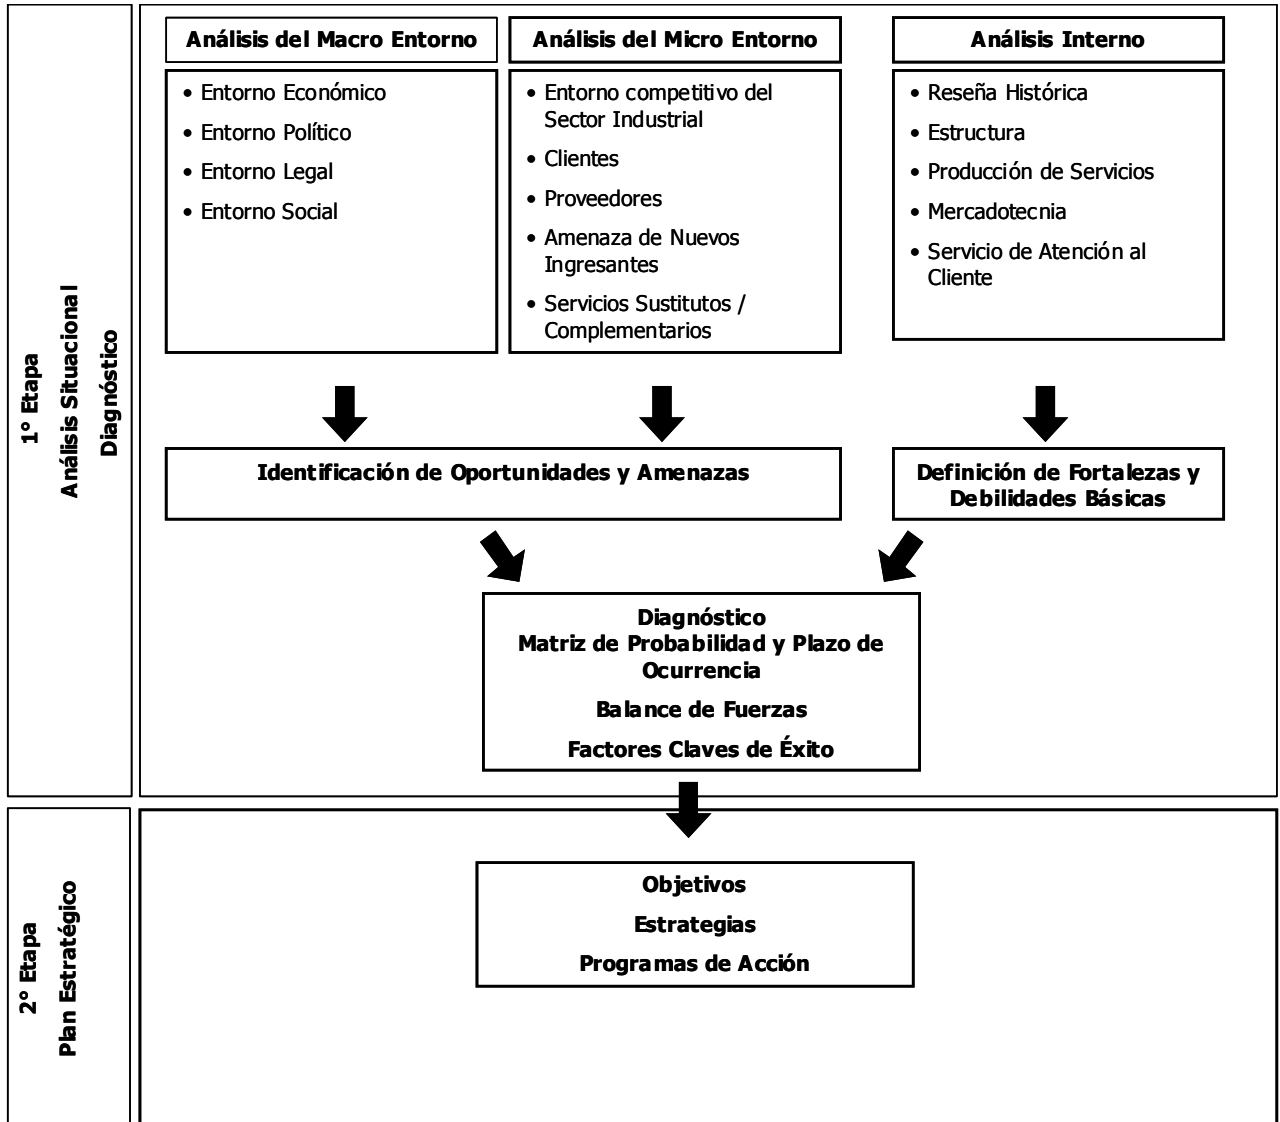 1° Etapa
Análisis Situacional
Diagnóstico
Análisis del Macro Entorno
• Entorno Económico
• Entorno Político
• Entorno Legal
• Entorno Social
Análisis del Micro Entorno
• Entorno competitivo del
Sector Industrial
• Clientes
• Proveedores
• Amenaza de Nuevos
Ingresantes
• Servicios Sustitutos /
Complementarios
Análisis Interno
• Reseña Histórica
• Estructura
• Producción de Servicios
• Mercadotecnia
• Servicio de Atención al
Cliente
Identificación de Oportunidades y Amenazas
Definición de Fortalezas y
Debilidades Básicas
Diagnóstico
Matriz de Probabilidad y Plazo de
Ocurrencia
Balance de Fuerzas
Factores Claves de Éxito
2° Etapa
Plan Estratégico
Objetivos
Estrategias
Programas de Acción